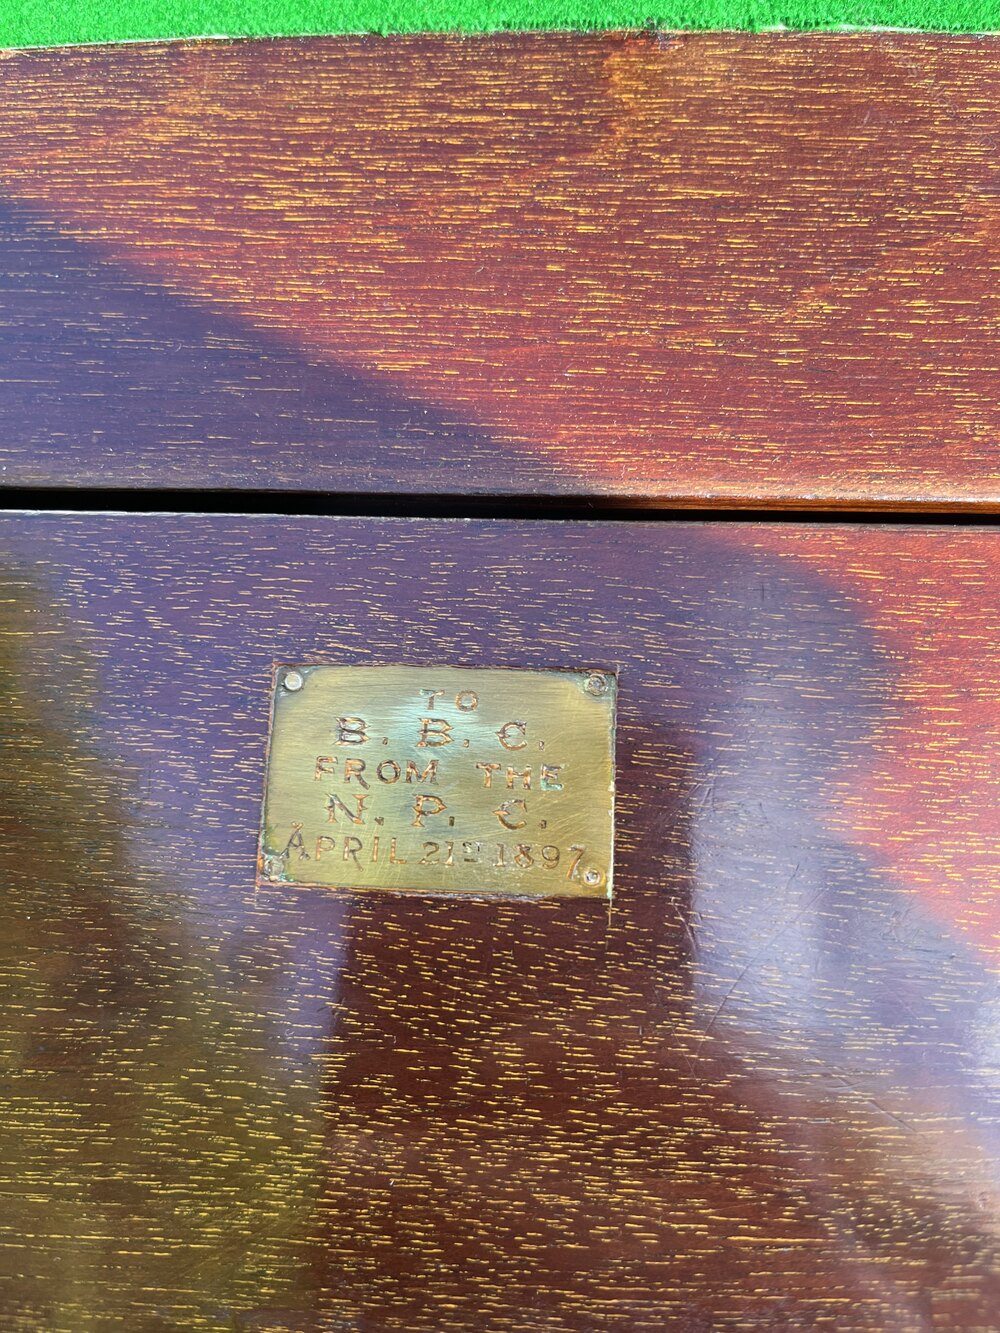 TO
B. B. C.
FROM THE
N. P. C.
APRIL 21ST 1897.